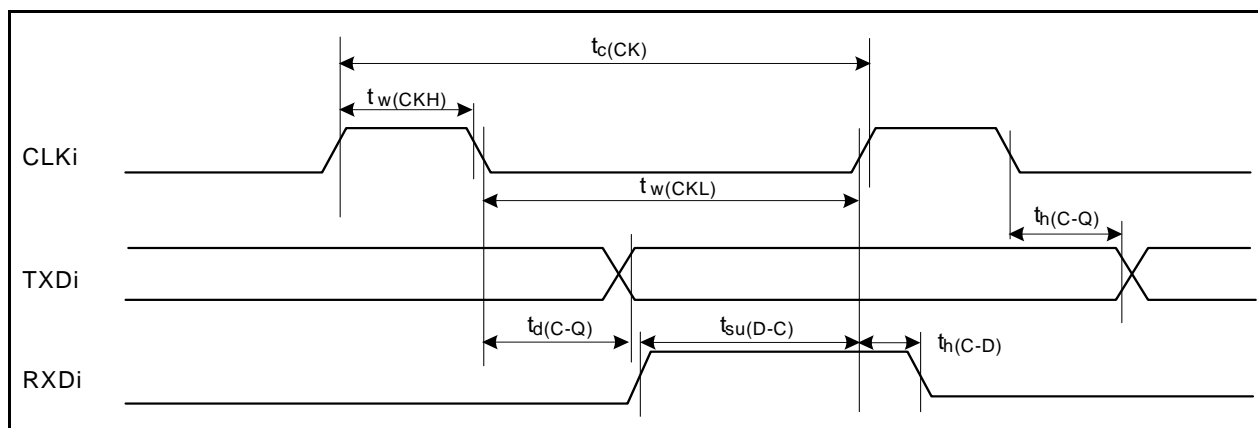 tc(CK)
tw(CKH)
CLKi
tw(CKL)
th(C-Q)
TXDi
td(C-Q)
tsu(D-C)
th(C-D)
RXDi